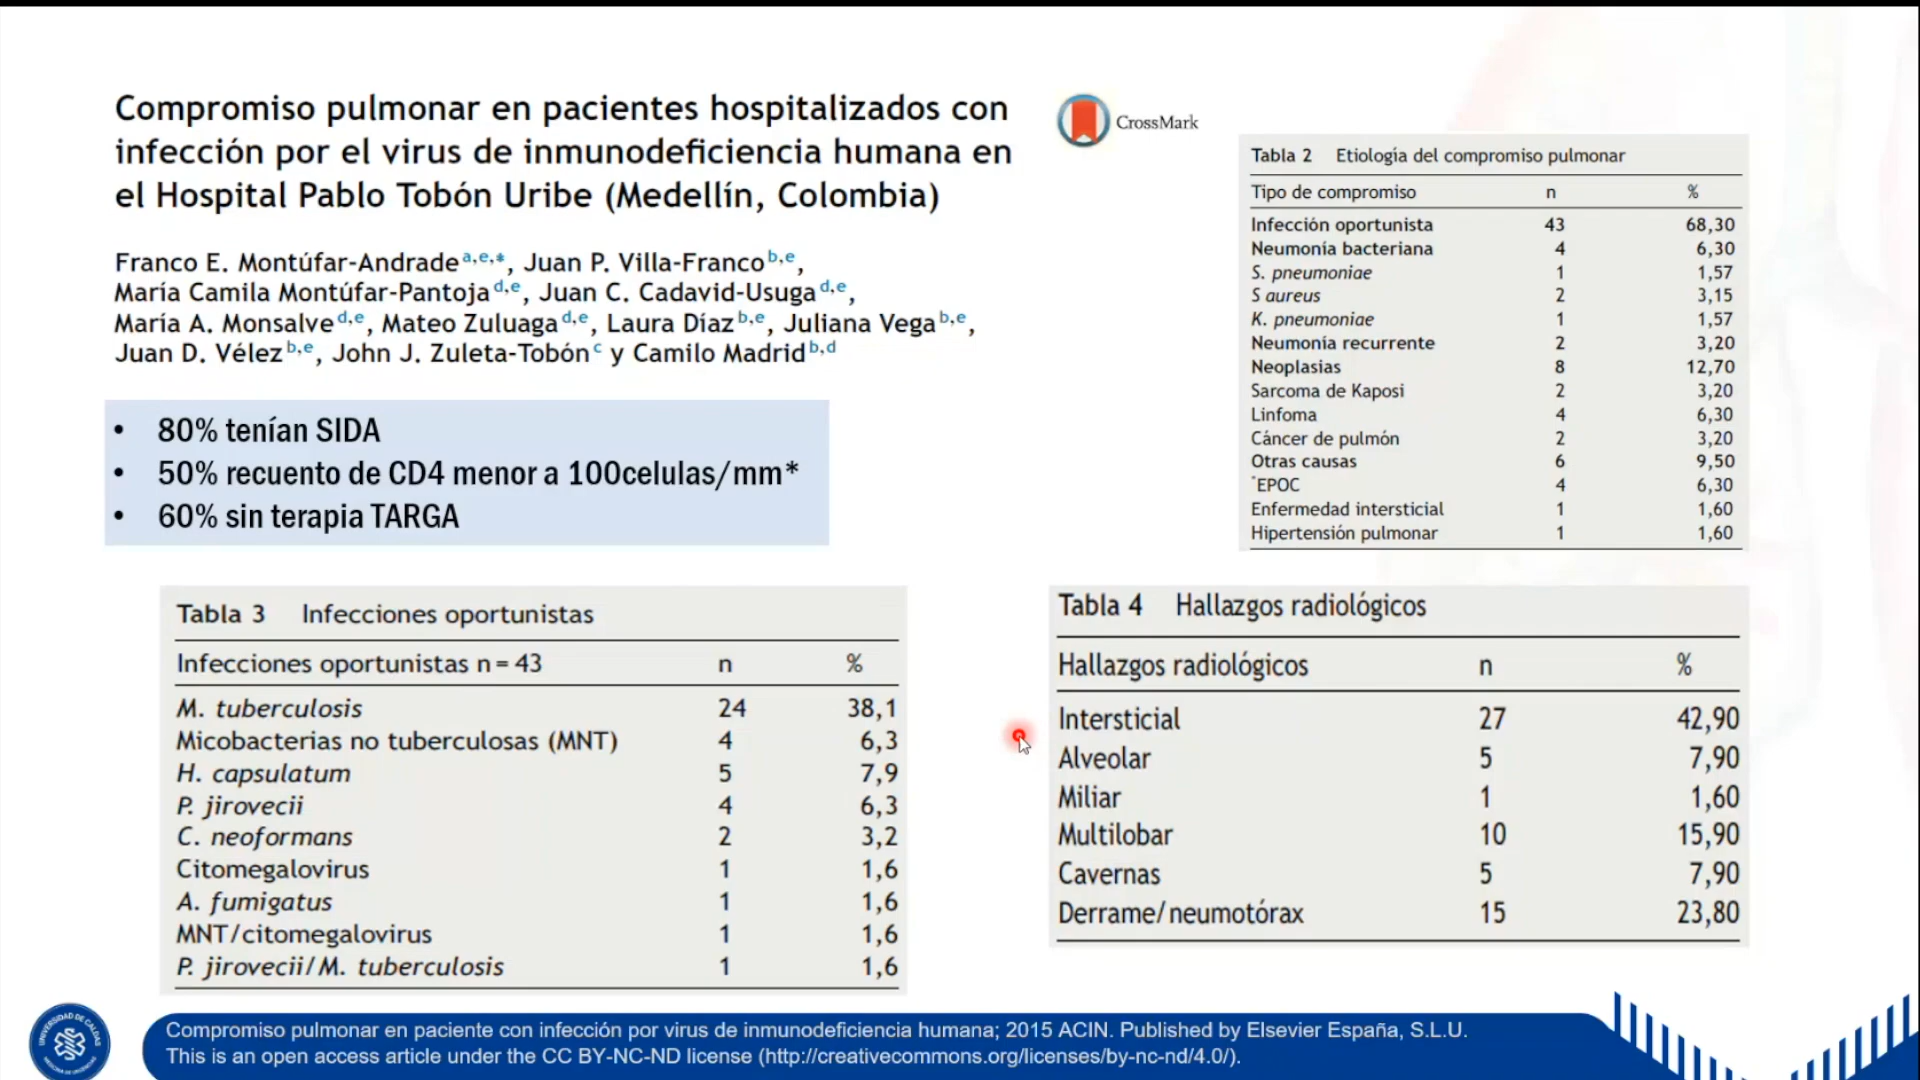 Compromiso pulmonar en pacientes hospitalizados con
infección por el virus de inmunodeficiencia humana en
el Hospital Pablo Tobón Uribe (Medellín, Colombia)
CrossMark
Franco E. Montúfar-Andrade a,e,*, Juan P. Villa-Franco b,e,
María Camila Montúfar-Pantoja d,e, Juan C. Cadavid-Usuga d,e,
María A. Monsalve d,e, Mateo Zuluaga d,e, Laura Díaz b,e, Juliana Vega b,e,
Juan D. Vélez b,e, John J. Zuleta-Tobón c y Camilo Madrid b,d
• 80% tenían SIDA
• 50% recuento de CD4 menor a 100celulas/mm*
• 60% sin terapia TARGA
Tabla 2 Etiología del compromiso pulmonar
Tipo de compromiso n %
Infección oportunista 43 68,30
Neumonía bacteriana 4 6,30
S. pneumoniae 1 1,57
S aureus 2 3,15
K. pneumoniae 1 1,57
Neumonía recurrente 2 3,20
Neoplasias 8 12,70
Sarcoma de Kaposi 2 3,20
Linfoma 4 6,30
Cáncer de pulmón 2 3,20
Otras causas 6 9,50
*EPOC 4 6,30
Enfermedad intersticial 1 1,60
Hipertensión pulmonar 1 1,60
Tabla 3 Infecciones oportunistas
Infecciones oportunistas n = 43 n %
M. tuberculosis 24 38,1
Micobacterias no tuberculosas (MNT) 4 6,3
H. capsulatum 5 7,9
P. jirovecii 4 6,3
C. neoformans 2 3,2
Citomegalovirus 1 1,6
A. fumigatus 1 1,6
MNT/citomegalovirus 1 1,6
P. jirovecii/M. tuberculosis 1 1,6
Tabla 4 Hallazgos radiológicos
Hallazgos radiológicos n %
Intersticial 27 42,90
Alveolar 5 7,90
Miliar 1 1,60
Multilobar 10 15,90
Cavernas 5 7,90
Derrame/neumotórax 15 23,80
UNIVERSIDAD DE CALDAS
MEDICINA DE URGENCIAS
Compromiso pulmonar en paciente con infección por virus de inmunodeficiencia humana; 2015 ACIN. Published by Elsevier España, S.L.U.
This is an open access article under the CC BY-NC-ND license (http://creativecommons.org/licenses/by-nc-nd/4.0/).